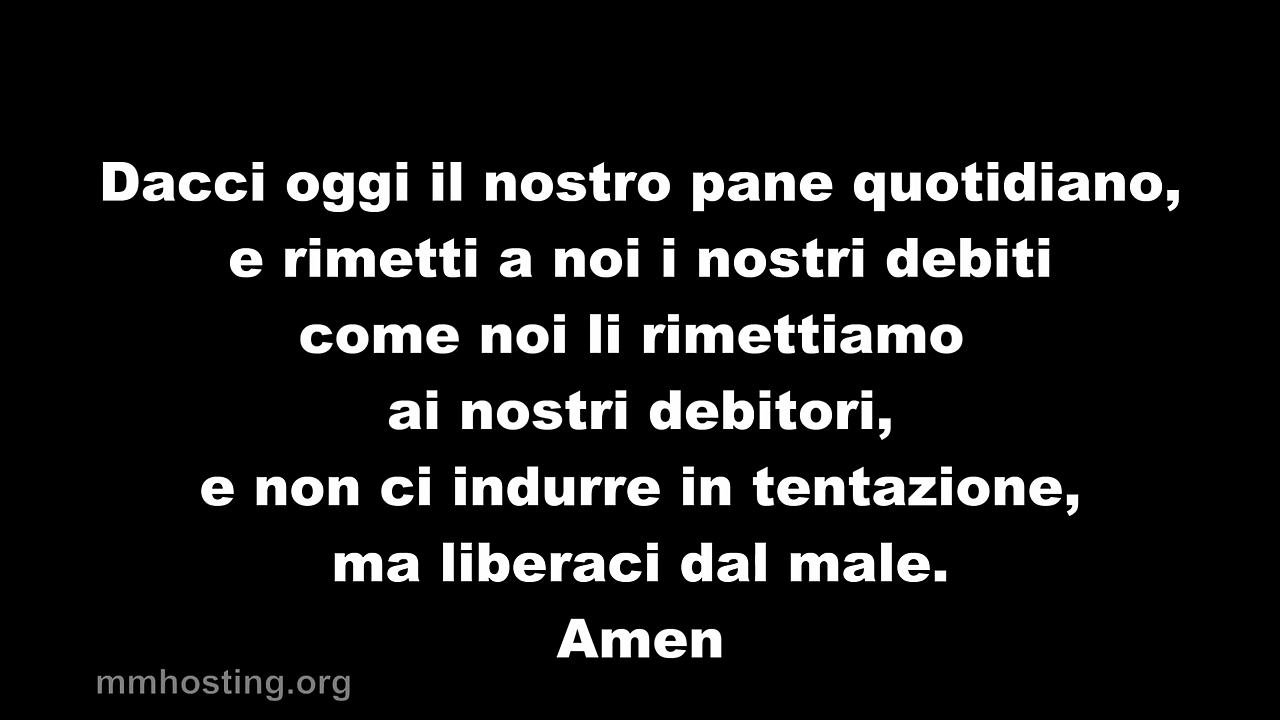 Dacci oggi il nostro pane quotidiano,
e rimetti a noi i nostri debiti
come noi li rimettiamo
ai nostri debitori,
e non ci indurre in tentazione,
ma liberaci dal male.
Amen
mmhosting.org